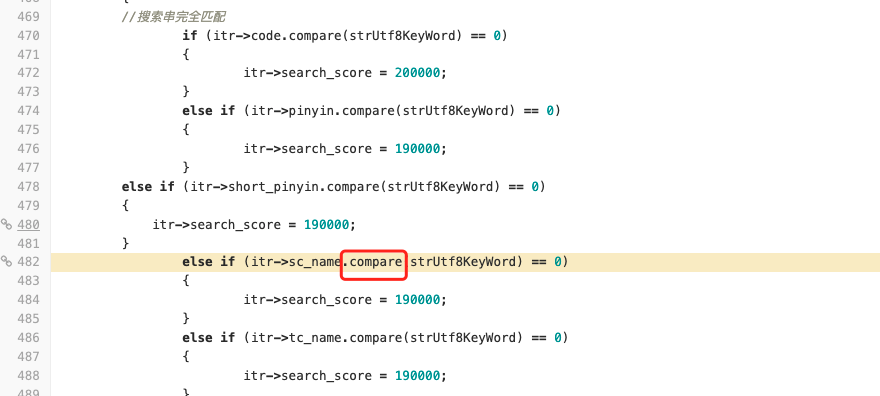 469 //搜索串完全匹配
470 if (itr->code.compare(strUtf8KeyWord) == 0)
471 {
472 itr->search_score = 200000;
473 }
474 else if (itr->pinyin.compare(strUtf8KeyWord) == 0)
475 {
476 itr->search_score = 190000;
477 }
478 else if (itr->short_pinyin.compare(strUtf8KeyWord) == 0)
479 {
480 itr->search_score = 190000;
481 }
482 else if (itr->sc_name.compare(strUtf8KeyWord) == 0)
483 {
484 itr->search_score = 190000;
485 }
486 else if (itr->tc_name.compare(strUtf8KeyWord) == 0)
487 {
488 itr->search_score = 190000;
489 }